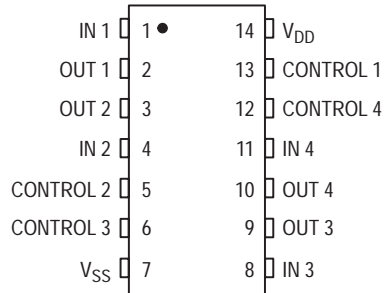 IN 1 1 14 VDD
OUT 1 2 13 CONTROL 1
OUT 2 3 12 CONTROL 4
IN 2 4 11 IN 4
CONTROL 2 5 10 OUT 4
CONTROL 3 6 9 OUT 3
VSS 7 8 IN 3